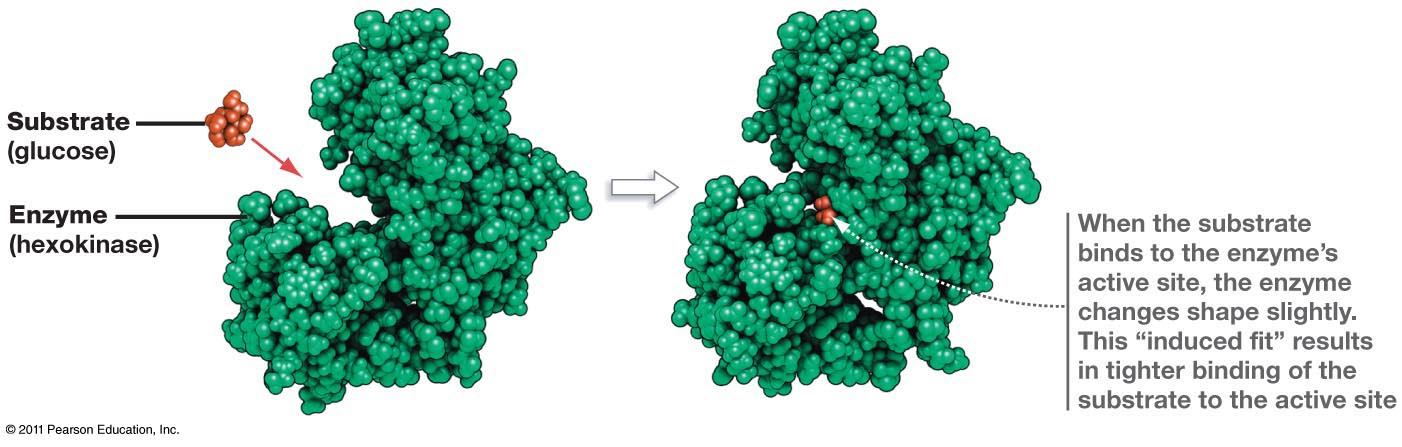 Substrate
(glucose)
Enzyme
(hexokinase)
When the substrate
binds to the enzyme’s
active site, the enzyme
changes shape slightly.
This “induced fit” results
in tighter binding of the
substrate to the active site
© 2011 Pearson Education, Inc.